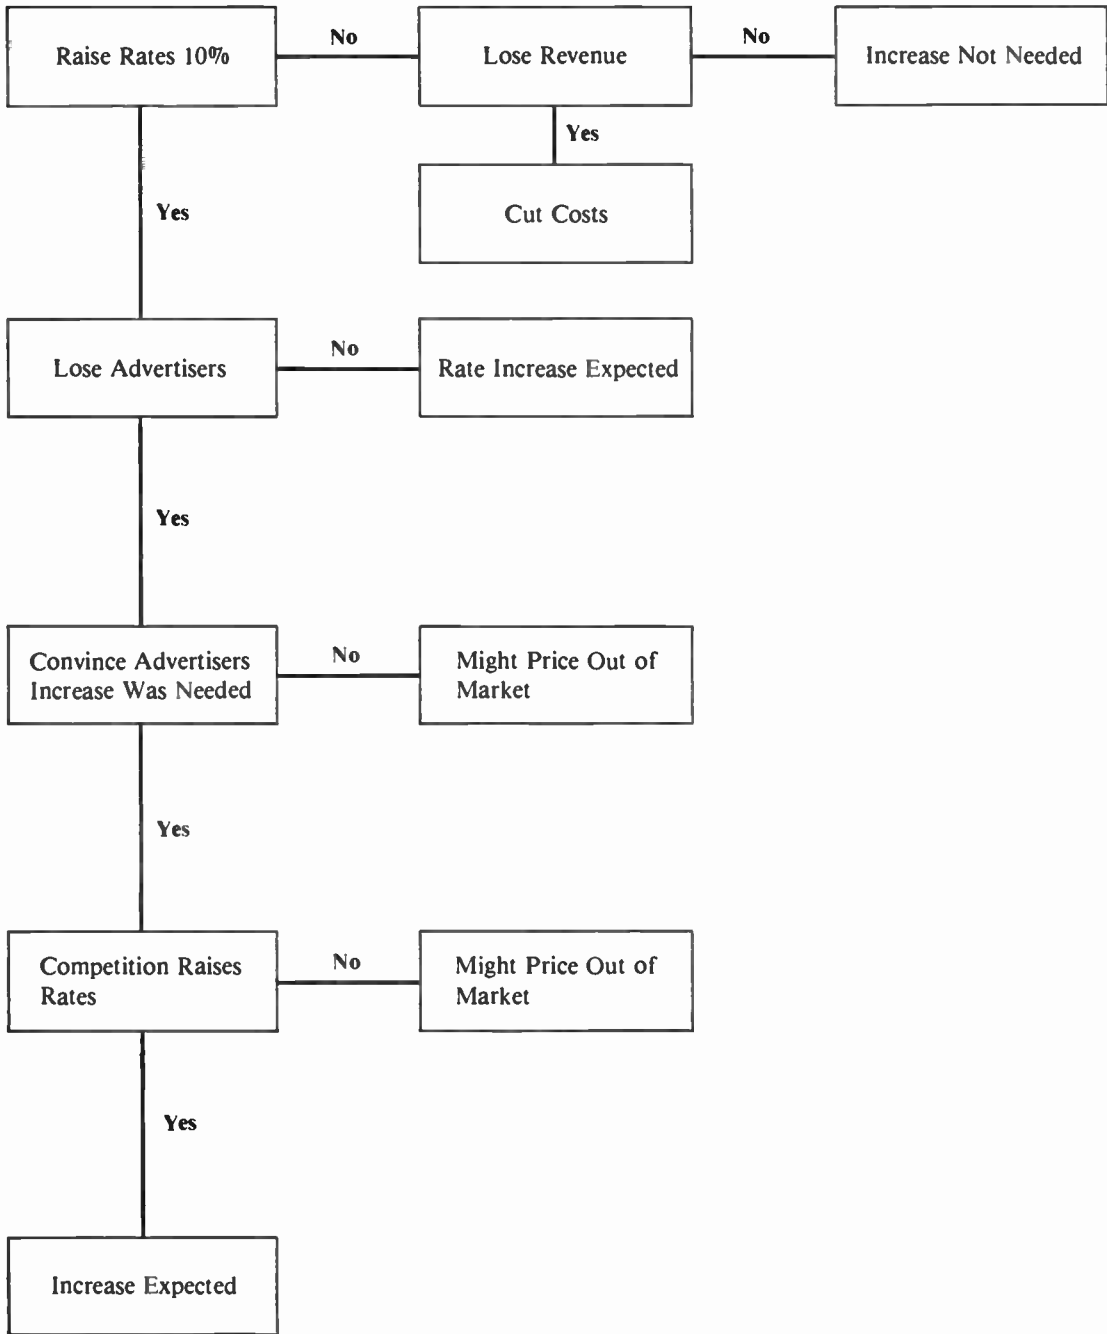 Raise Rates 10%
No
Lose Revenue
No
Increase Not Needed
Yes
Cut Costs
Yes
Lose Advertisers
No
Rate Increase Expected
Yes
Convince Advertisers
Increase Was Needed
No
Might Price Out of
Market
Yes
Competition Raises
Rates
No
Might Price Out of
Market
Yes
Increase Expected